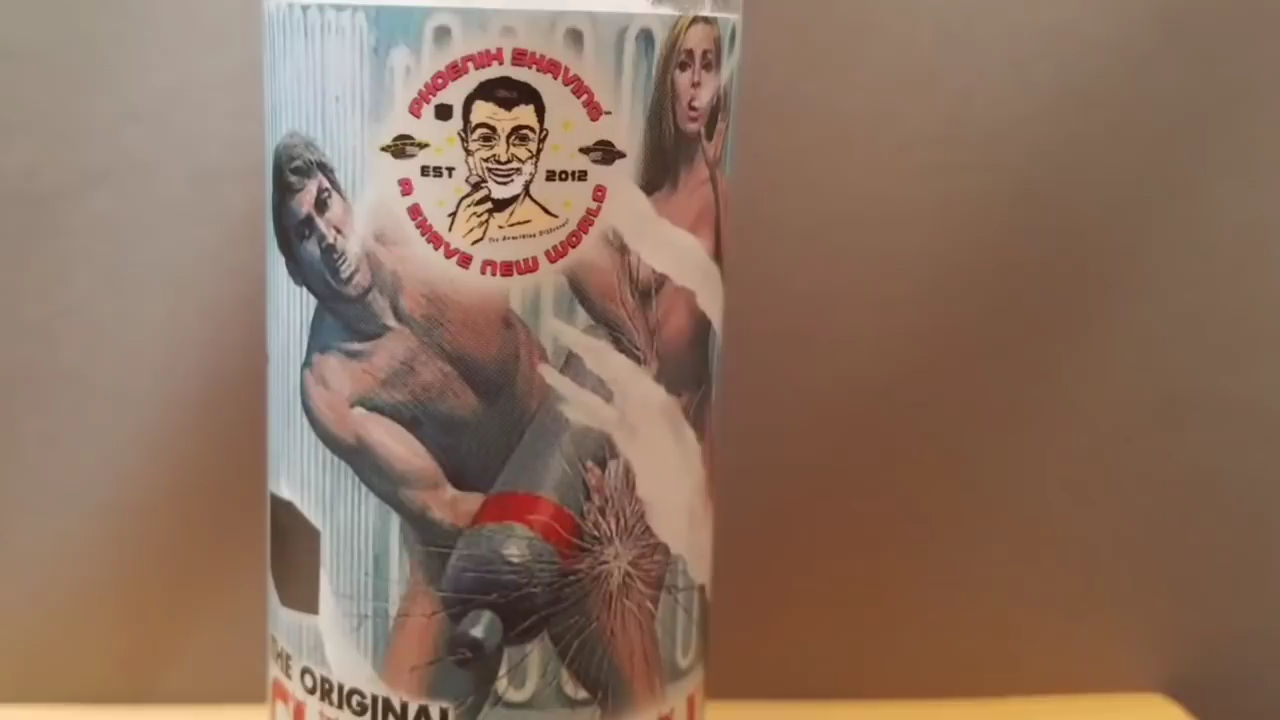 PHOENIX SHAVING
EST 2012
A SHAVE NEW WORLD
THE ORIGINAL